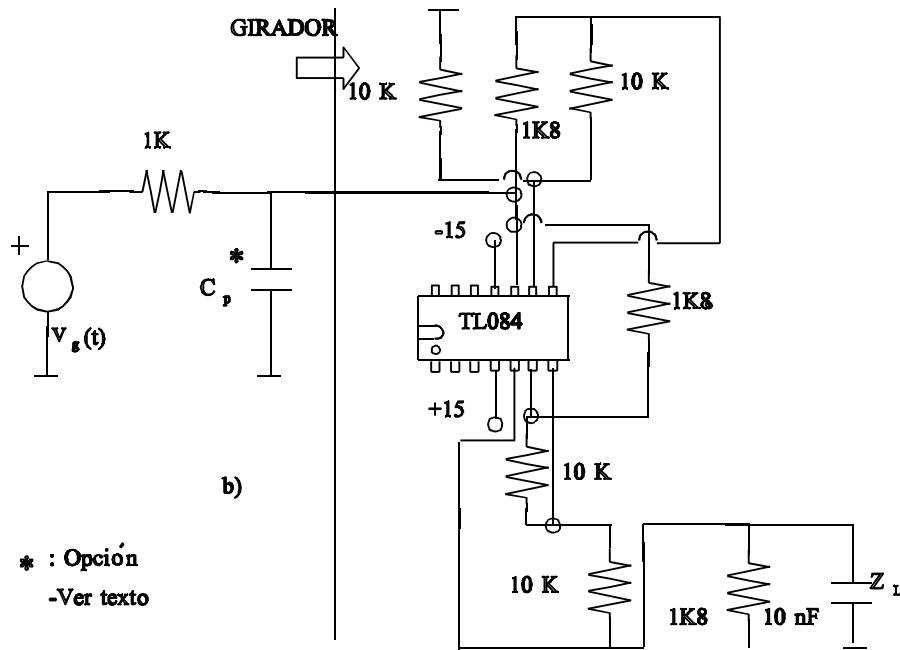 GIRADOR
10 K
1K8
10 K
1K
-15
*
C p
+
V g (t)
TL084
1K8
+15
10 K
b)
* : Opción
-Ver texto
10 K
1K8
10 nF
Z L